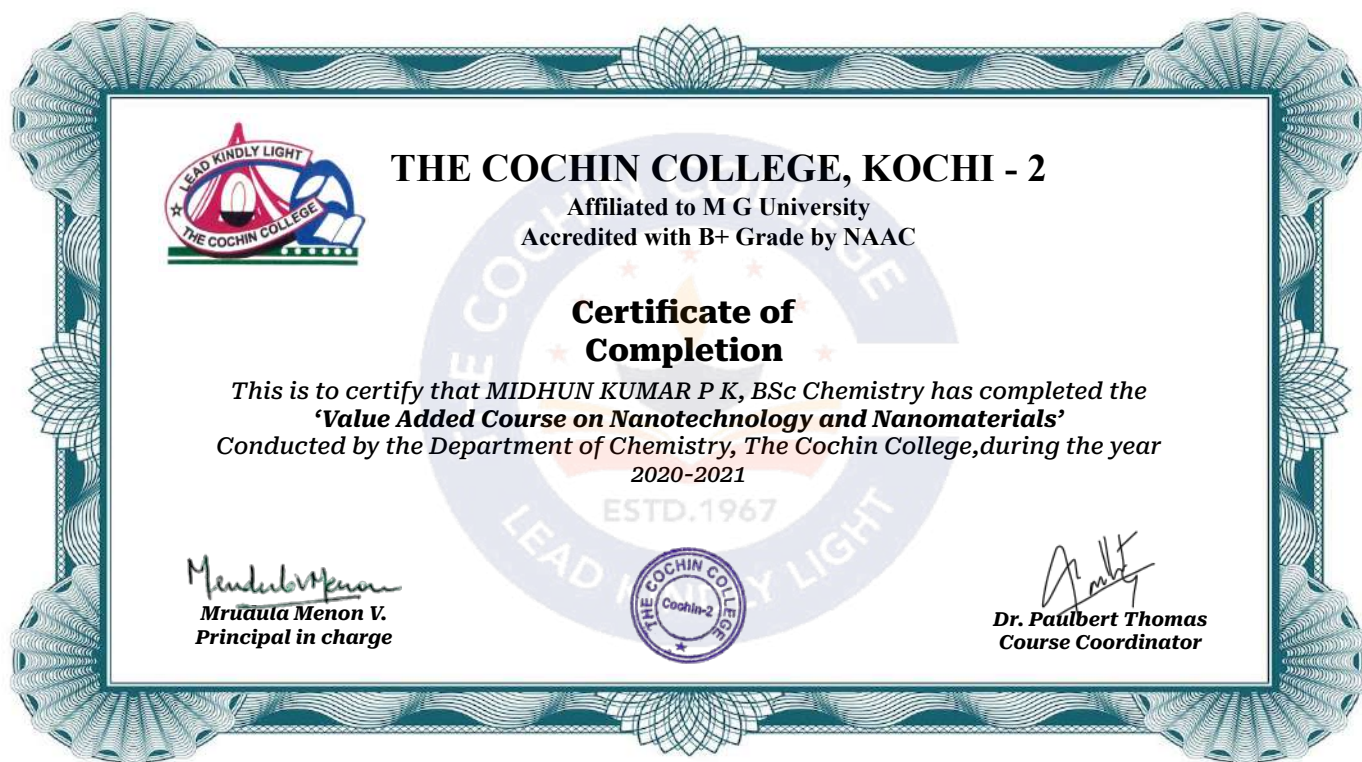 LEAD KINDLY LIGHT
THE COCHIN COLLEGE
THE COCHIN COLLEGE, KOCHI - 2
Affiliated to M G University
Accredited with B+ Grade by NAAC
THE COCHIN COLLEGE
Certificate of
Completion
This is to certify that MIDHUN KUMAR P K, BSc Chemistry has completed the
‘Value Added Course on Nanotechnology and Nanomaterials’
Conducted by the Department of Chemistry, The Cochin College,during the year
2020-2021
ESTD.1967
LEAD KINDLY LIGHT
Mrudula Menon V.
Principal in charge
THE COCHIN COLLEGE
Cochin-2
Dr. Paulbert Thomas
Course Coordinator